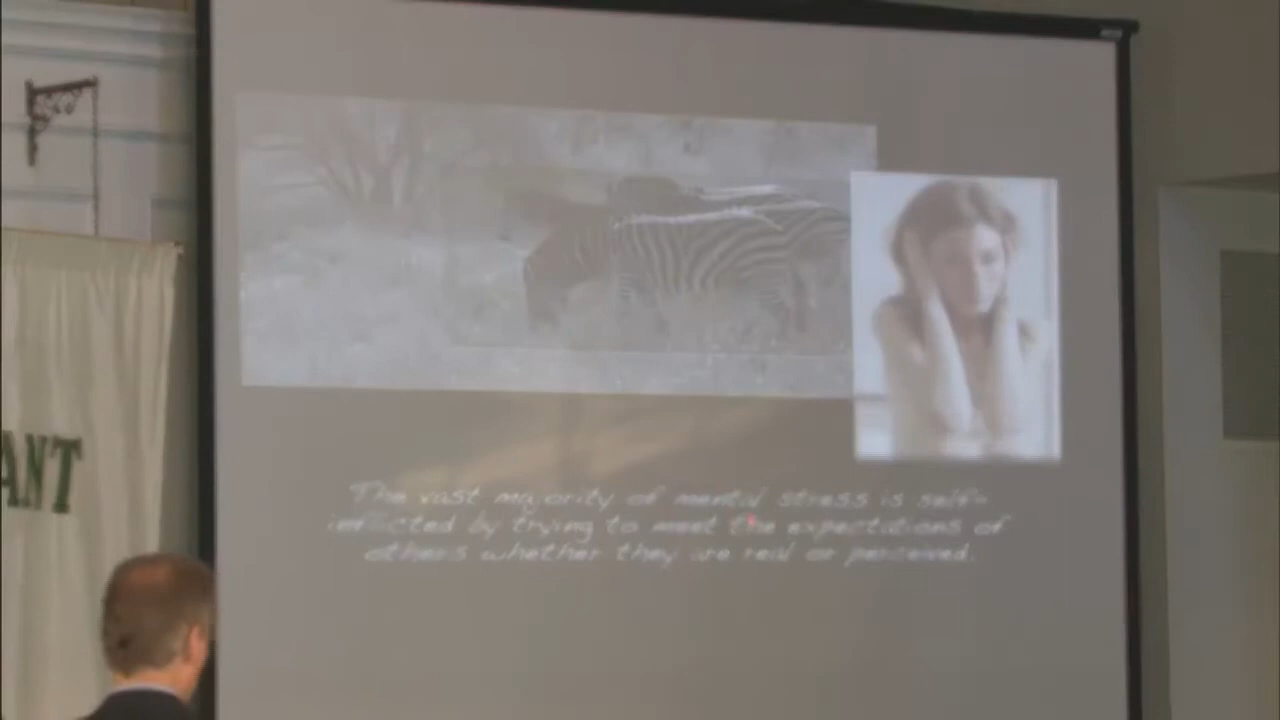 ANT
The vast majority of mental stress is self-
inflicted by trying to meet the expectations of
others whether they are real or perceived.